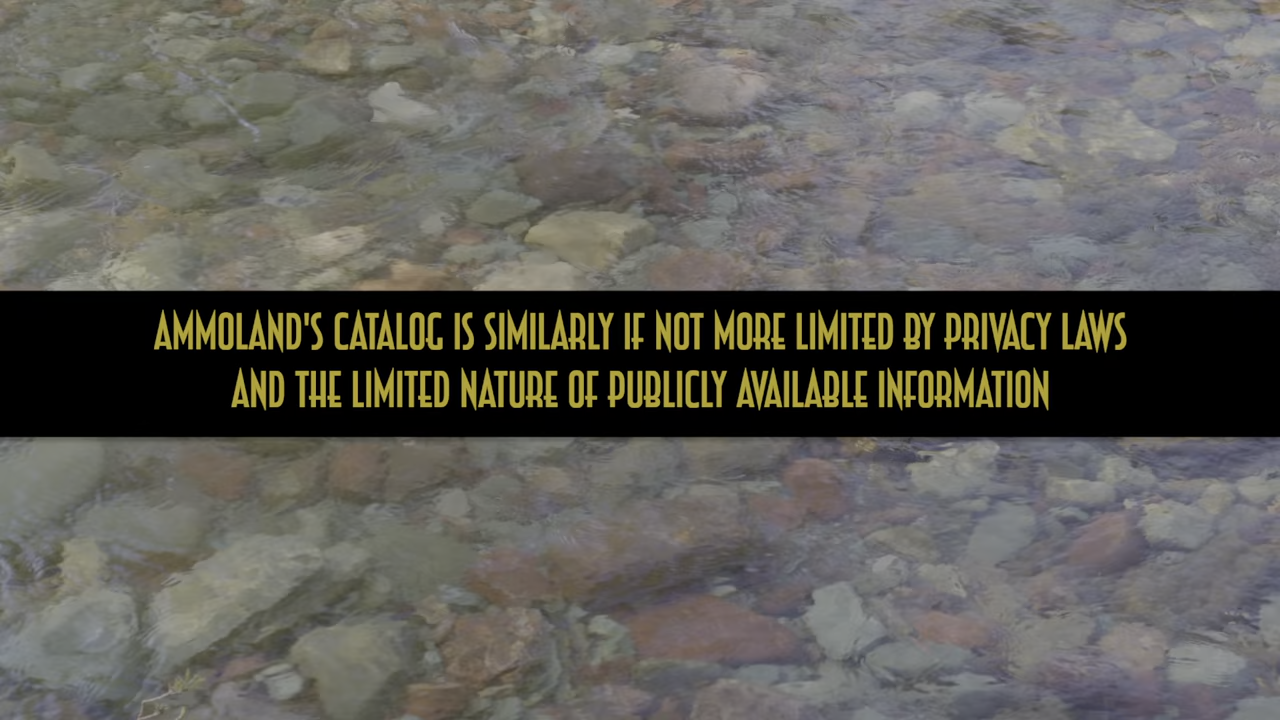 AMMOLAND'S CATALOG IS SIMILARLY IF NOT MORE LIMITED BY PRIVACY LAWS
AND THE LIMITED NATURE OF PUBLICLY AVAILABLE INFORMATION